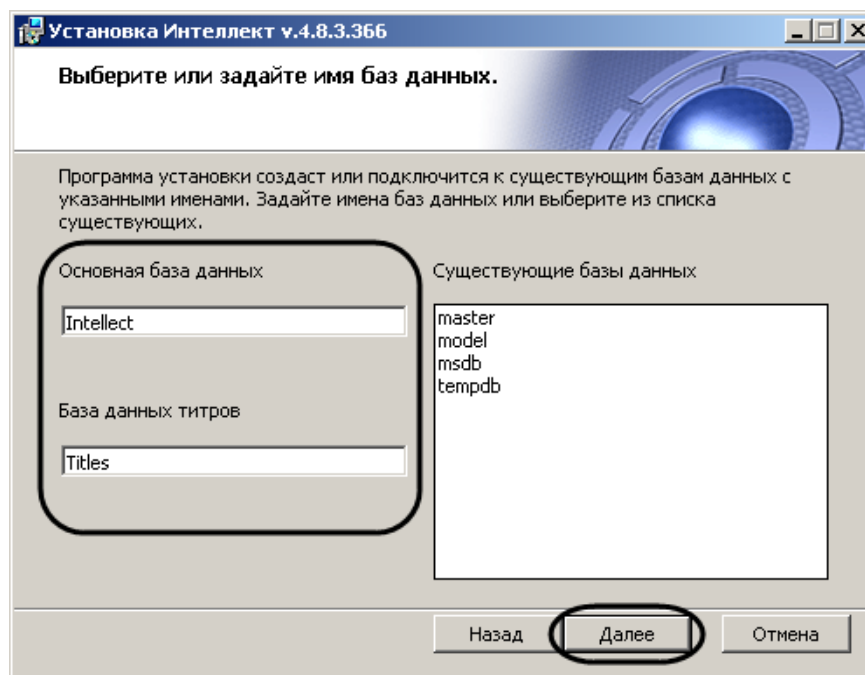 Установка Интеллект v.4.8.3.366
Выберите или задайте имя баз данных.
Программа установки создаст или подключится к существующим базам данных с
указанными именами. Задайте имена баз данных или выберите из списка
существующих.
Основная база данных
Intellect
База данных титров
Titles
Существующие базы данных
master
model
msdb
tempdb
Назад
Далее
Отмена